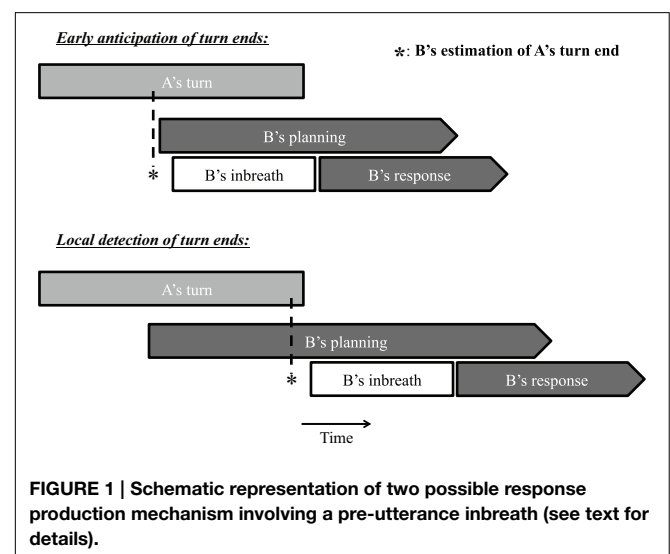 Early anticipation of turn ends:
*: B's estimation of A's turn end
A's turn
B's planning
*
B's inbreath
B's response
Local detection of turn ends:
A's turn
B's planning
*
B's inbreath
B's response
Time
FIGURE 1 | Schematic representation of two possible response
production mechanism involving a pre-utterance inbreath (see text for
details).